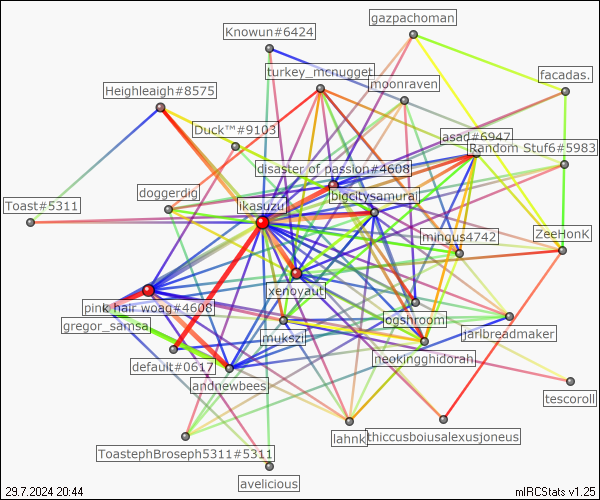 gazpachoman
Knowun#6424
turkey_mcnugget
facadas.
moonraven
Heighleigh#8575
Duck™#9103
asad#6947
Random Stuf6#5983
disaster of passion#4608
doggerdig
bigcitysamurai
Toast#5311
ikasuzu
ZeeHonK
mingus4742
xenoyaut
pink hair woag#4608
gregor_samsa
ogshroom
jaribreadmaker
mukszi
neokingghidorah
default#0617
andnewbees
tescoroll
lahnk
thiccusboiusalexusjoneus
ToastephBroseph5311#5311
avelicious
29.7.2024 20:44
mIRCStats v1.25